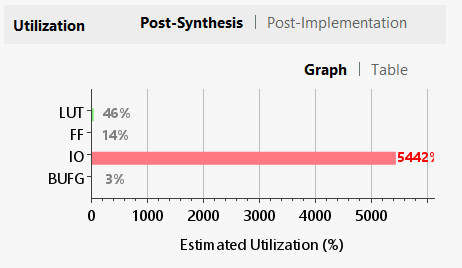 Utilization Post-Synthesis | Post-Implementation
Graph | Table
LUT 46%
FF 14%
IO 5442%
BUFG 3%
0 1000 2000 3000 4000 5000
Estimated Utilization (%)